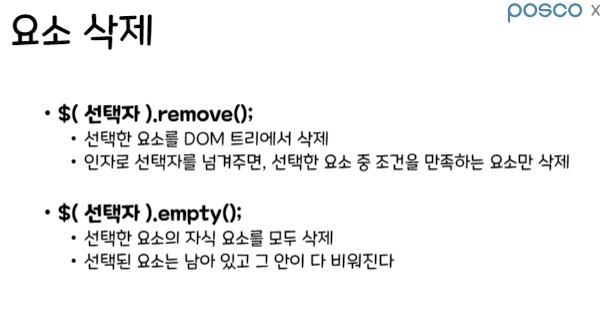 posco X
요소 삭제
• $( 선택자 ).remove();
• 선택한 요소를 DOM 트리에서 삭제
• 인자로 선택자를 넘겨주면, 선택한 요소 중 조건을 만족하는 요소만 삭제
• $( 선택자 ).empty();
• 선택한 요소의 자식 요소를 모두 삭제
• 선택된 요소는 남아 있고 그 안이 다 비워진다